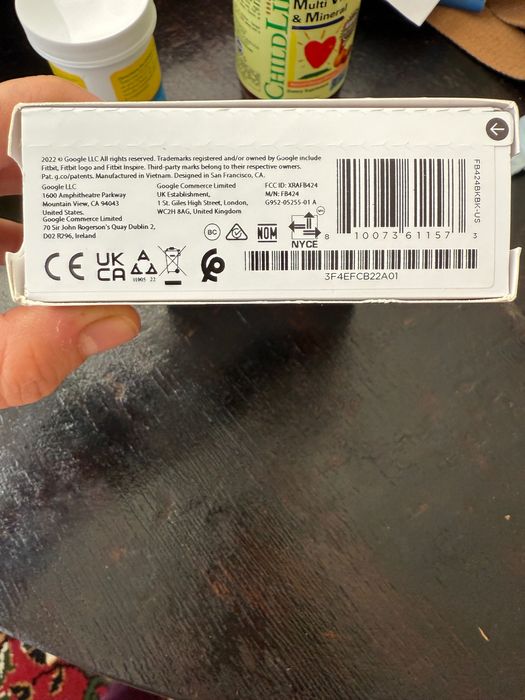 Multi V
& Mineral
CHILDLI
2022 © Google LLC All rights reserved. Trademarks registered and/or owned by Google include
Fitbit, Fitbit logo and Fitbit Inspire. Third-party marks belong to their respective owners.
Pat. g.co/patents. Manufactured in Vietnam. Designed in San Francisco, CA.
Google LLC
1600 Amphitheatre Parkway
Mountain View, CA 94043
United States.
Google Commerce Limited
70 Sir John Rogerson's Quay Dublin 2,
D02 R296, Ireland
Google Commerce Limited
UK Establishment,
1 St. Giles High Street, London,
WC2H 8AG, United Kingdom
FCC ID: XRAFB424
M/N: FB424
G952-05255-01 A
BC
NOM
NYCE
8 10073 61157 3
FB424BKBK-US
CE
UK
CA
3F4EFCB22A01